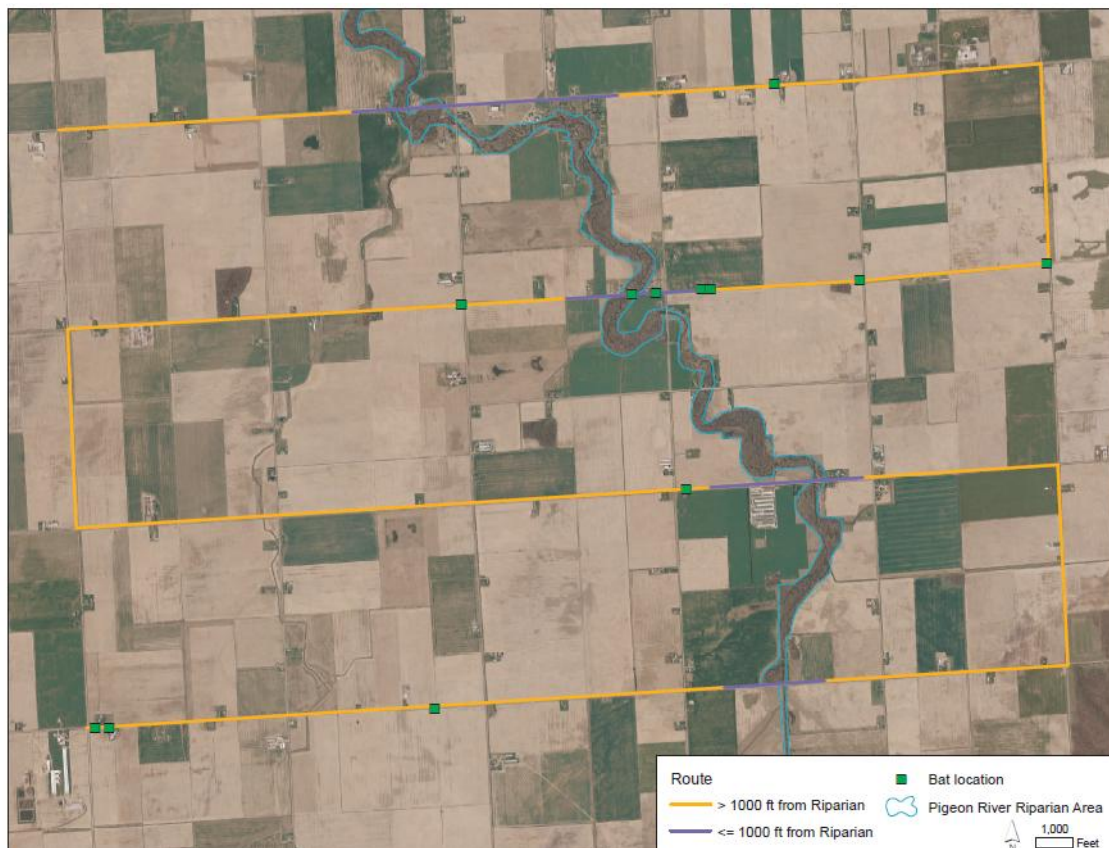 Route
> 1000 ft from Riparian
<= 1000 ft from Riparian
Bat location
Pigeon River Riparian Area
N
1,000
Feet